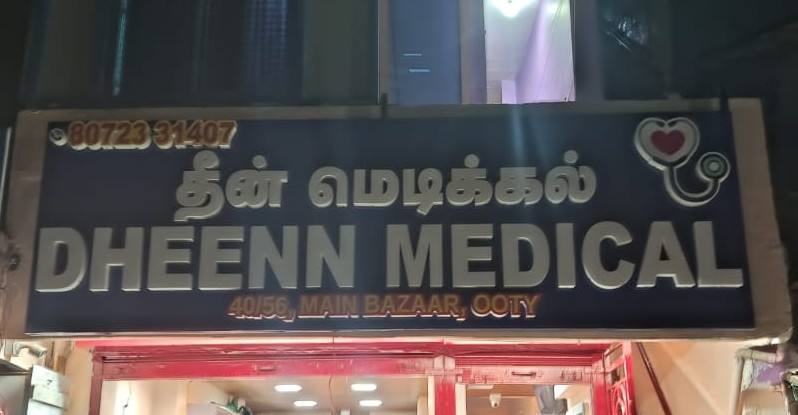 80723 31407
தீன் மெடிக்கல்
DHEENN MEDICAL
40/56, MAIN BAZAAR, OOTY